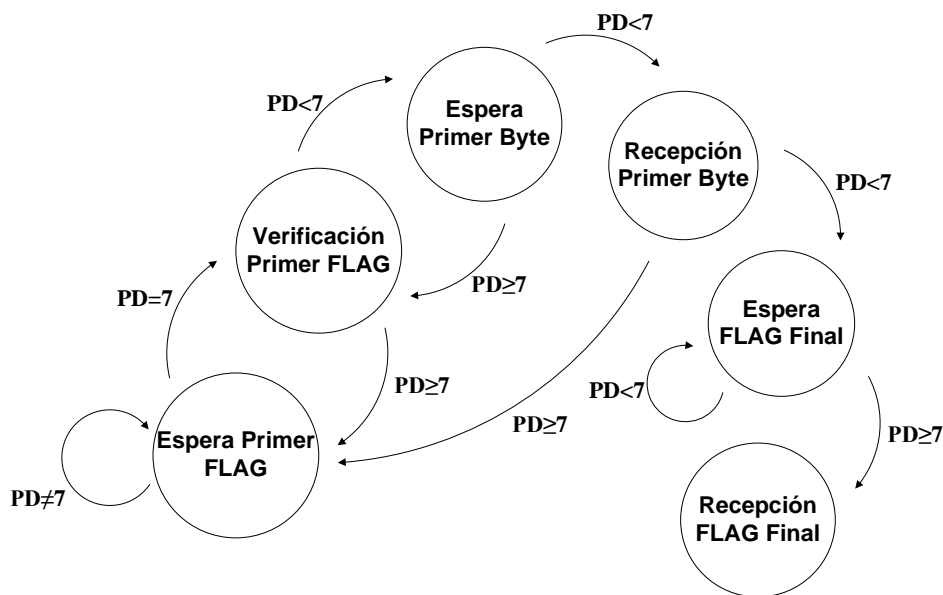 PD<7
PD<7
Espera
Primer Byte
Recepción
Primer Byte
PD<7
Verificación
Primer FLAG
PD≥7
PD=7
Espera
FLAG Final
PD≥7
PD<7
PD≥7
PD≥7
Espera Primer
FLAG
PD≠7
Recepción
FLAG Final